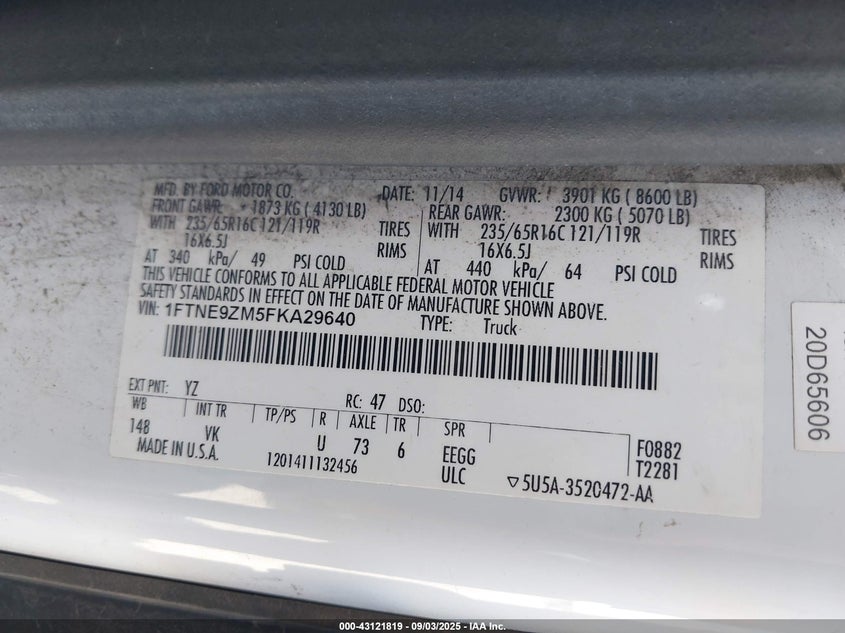 MFD. BY FORD MOTOR CO. DATE: 11/14 GVWR: 3901 KG ( 8600 LB)
FRONT GAWR: 1873 KG ( 4130 LB) REAR GAWR: 2300 KG ( 5070 LB)
WITH 235/65R16C 121/119R TIRES WITH 235/65R16C 121/119R TIRES
16X6.5J RIMS 16X6.5J RIMS
AT 340 kPa/ 49 PSI COLD AT 440 kPa/ 64 PSI COLD
THIS VEHICLE CONFORMS TO ALL APPLICABLE FEDERAL MOTOR VEHICLE
SAFETY STANDARDS IN EFFECT ON THE DATE OF MANUFACTURE SHOWN ABOVE.
VIN: 1FTNE9ZM5FKA29640 TYPE: Truck
EXT PNT: YZ RC: 47 DSO:
WB INT TR TP/PS R AXLE TR SPR
148 VK U 73 6 EEGG F0882
MADE IN U.S.A. 1201411132456 ULC T2281
▽5U5A-3520472-AA
20D65606
000-43121819 - 09/03/2025 - IAA Inc.